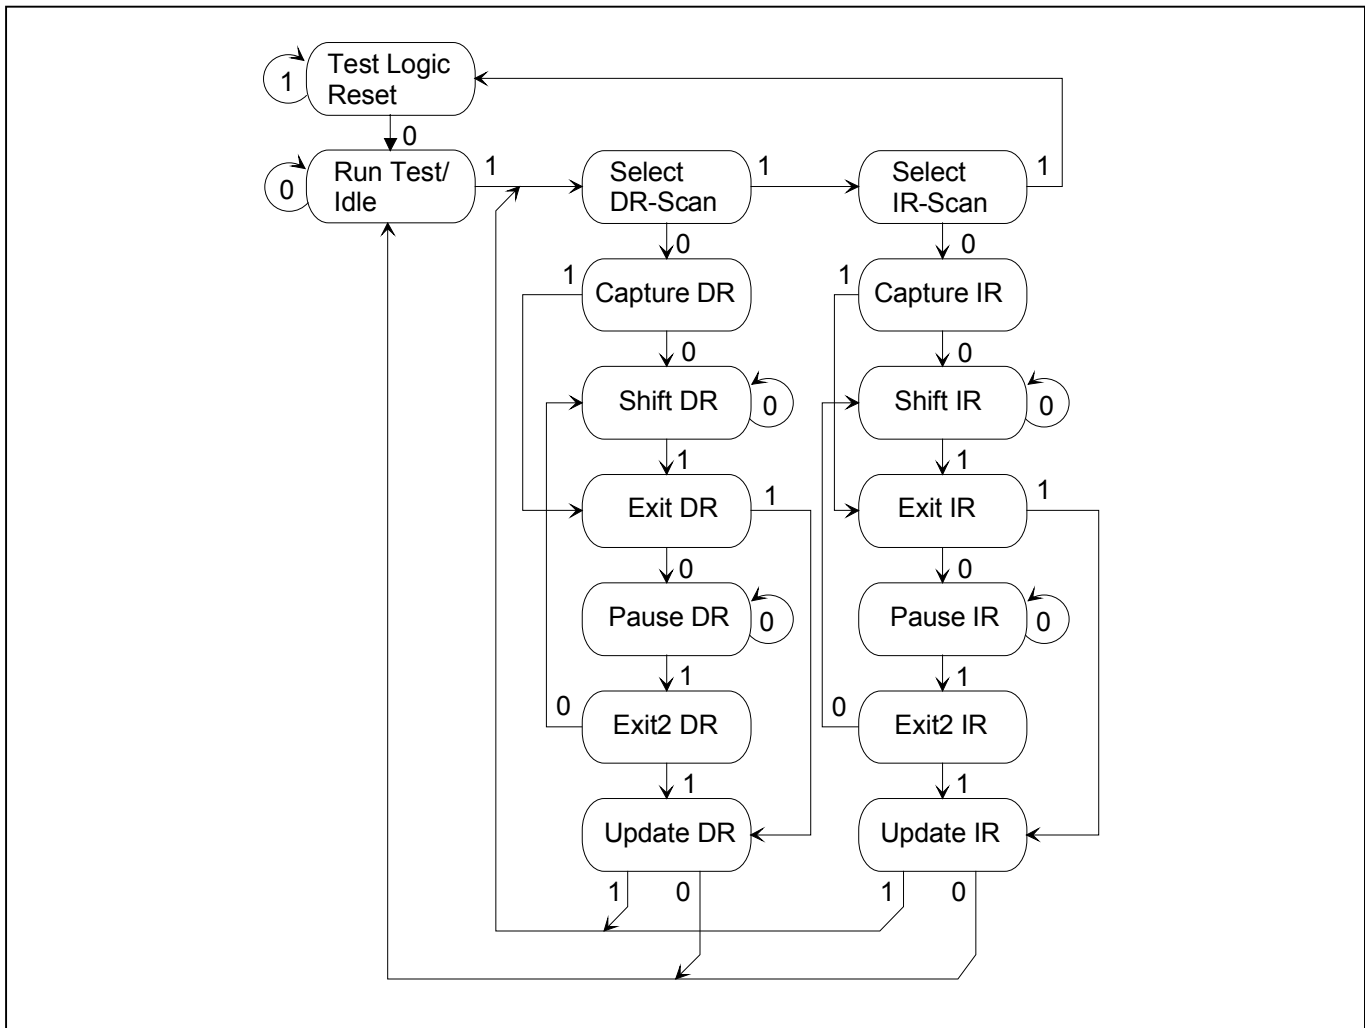 Test Logic
Reset
1
0
Run Test/
Idle
0
1
Select
DR-Scan
1
Select
IR-Scan
1
0
0
1
Capture DR
1
Capture IR
0
0
Shift DR
0
Shift IR
0
1
1
Exit DR
1
Exit IR
1
0
0
Pause DR
0
Pause IR
0
1
1
0
Exit2 DR
0
Exit2 IR
1
1
Update DR
Update IR
1
0
1
0